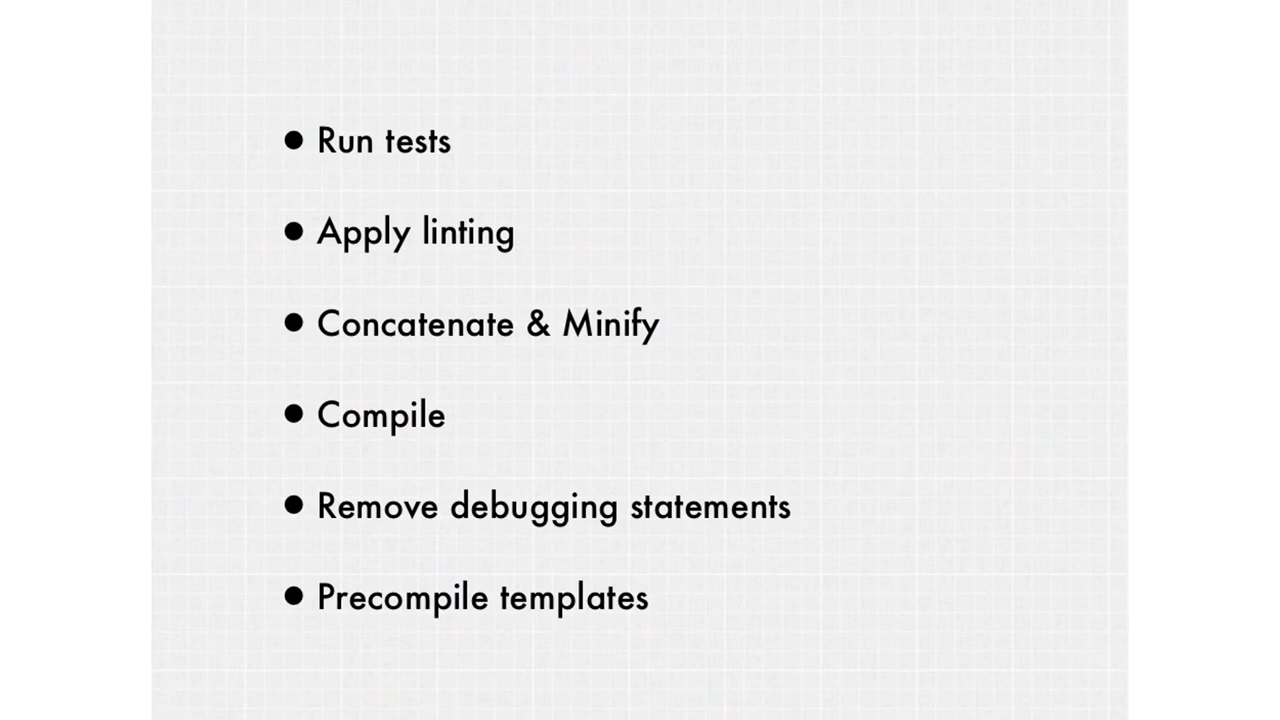 • Run tests
• Apply linting
• Concatenate & Minify
• Compile
• Remove debugging statements
• Precompile templates